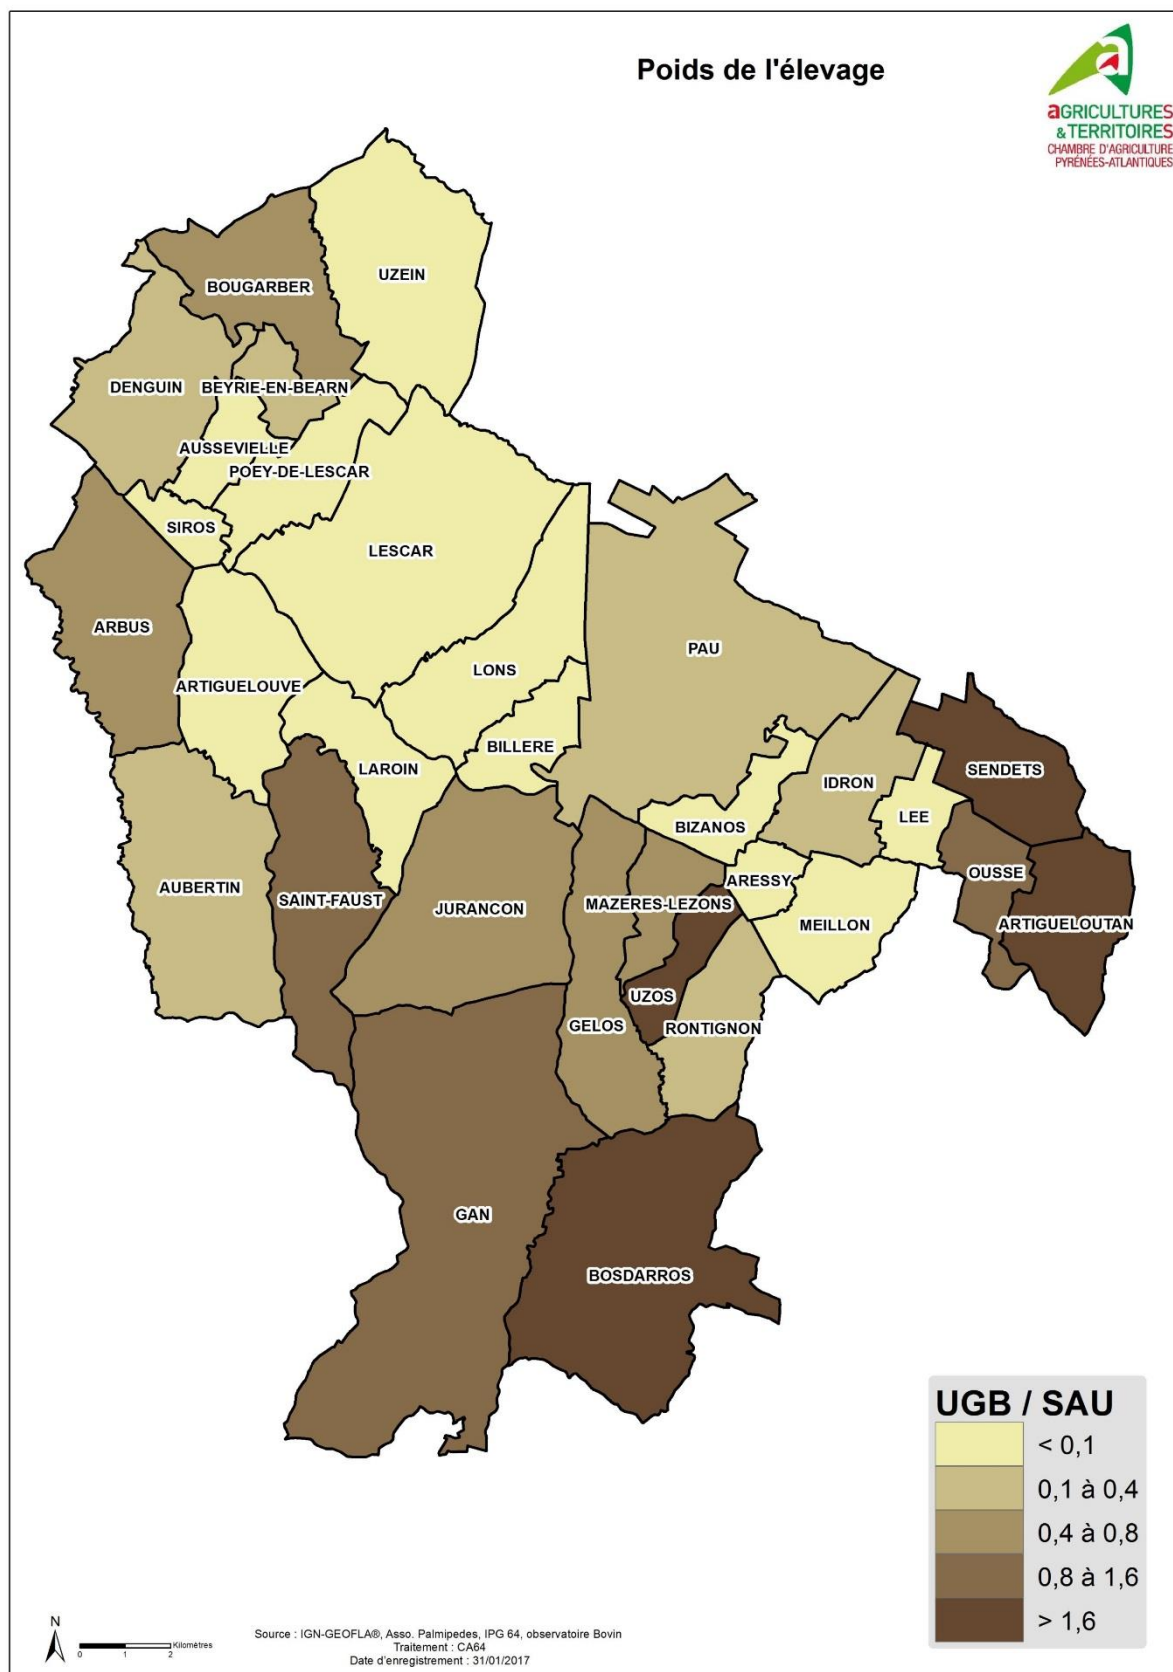 Poids de l'élevage
a
aGRICULTURES
& TERRITOIRES
CHAMBRE D'AGRICULTURE
PYRÉNÉES-ATLANTIQUES
UZEIN
BOUGARBER
DENGUIN
BEYRIE-EN-BEARN
AUSSEVIELLE
POEY-DE-LESCAR
SIROS
LESCAR
ARBUS
PAU
LONS
ARTIGUELOUVE
BILLERE
LAROIN
SENDETS
IDRON
LEE
BIZANOS
OUSSE
ARESSY
AUBERTIN
SAINT-FAUST
JURANCON
MAZERES-LEZONS
MEILLON
ARTIGUELOUTAN
UZOS
GELOS
RONTIGNON
GAN
BOSDARROS
UGB / SAU
< 0,1
0,1 à 0,4
0,4 à 0,8
0,8 à 1,6
> 1,6
N
Kilomètres
0 1 2
Source : IGN-GEOFLA®, Asso. Palmipedes, IPG 64, observatoire Bovin
Traitement : CA64
Date d'enregistrement : 31/01/2017